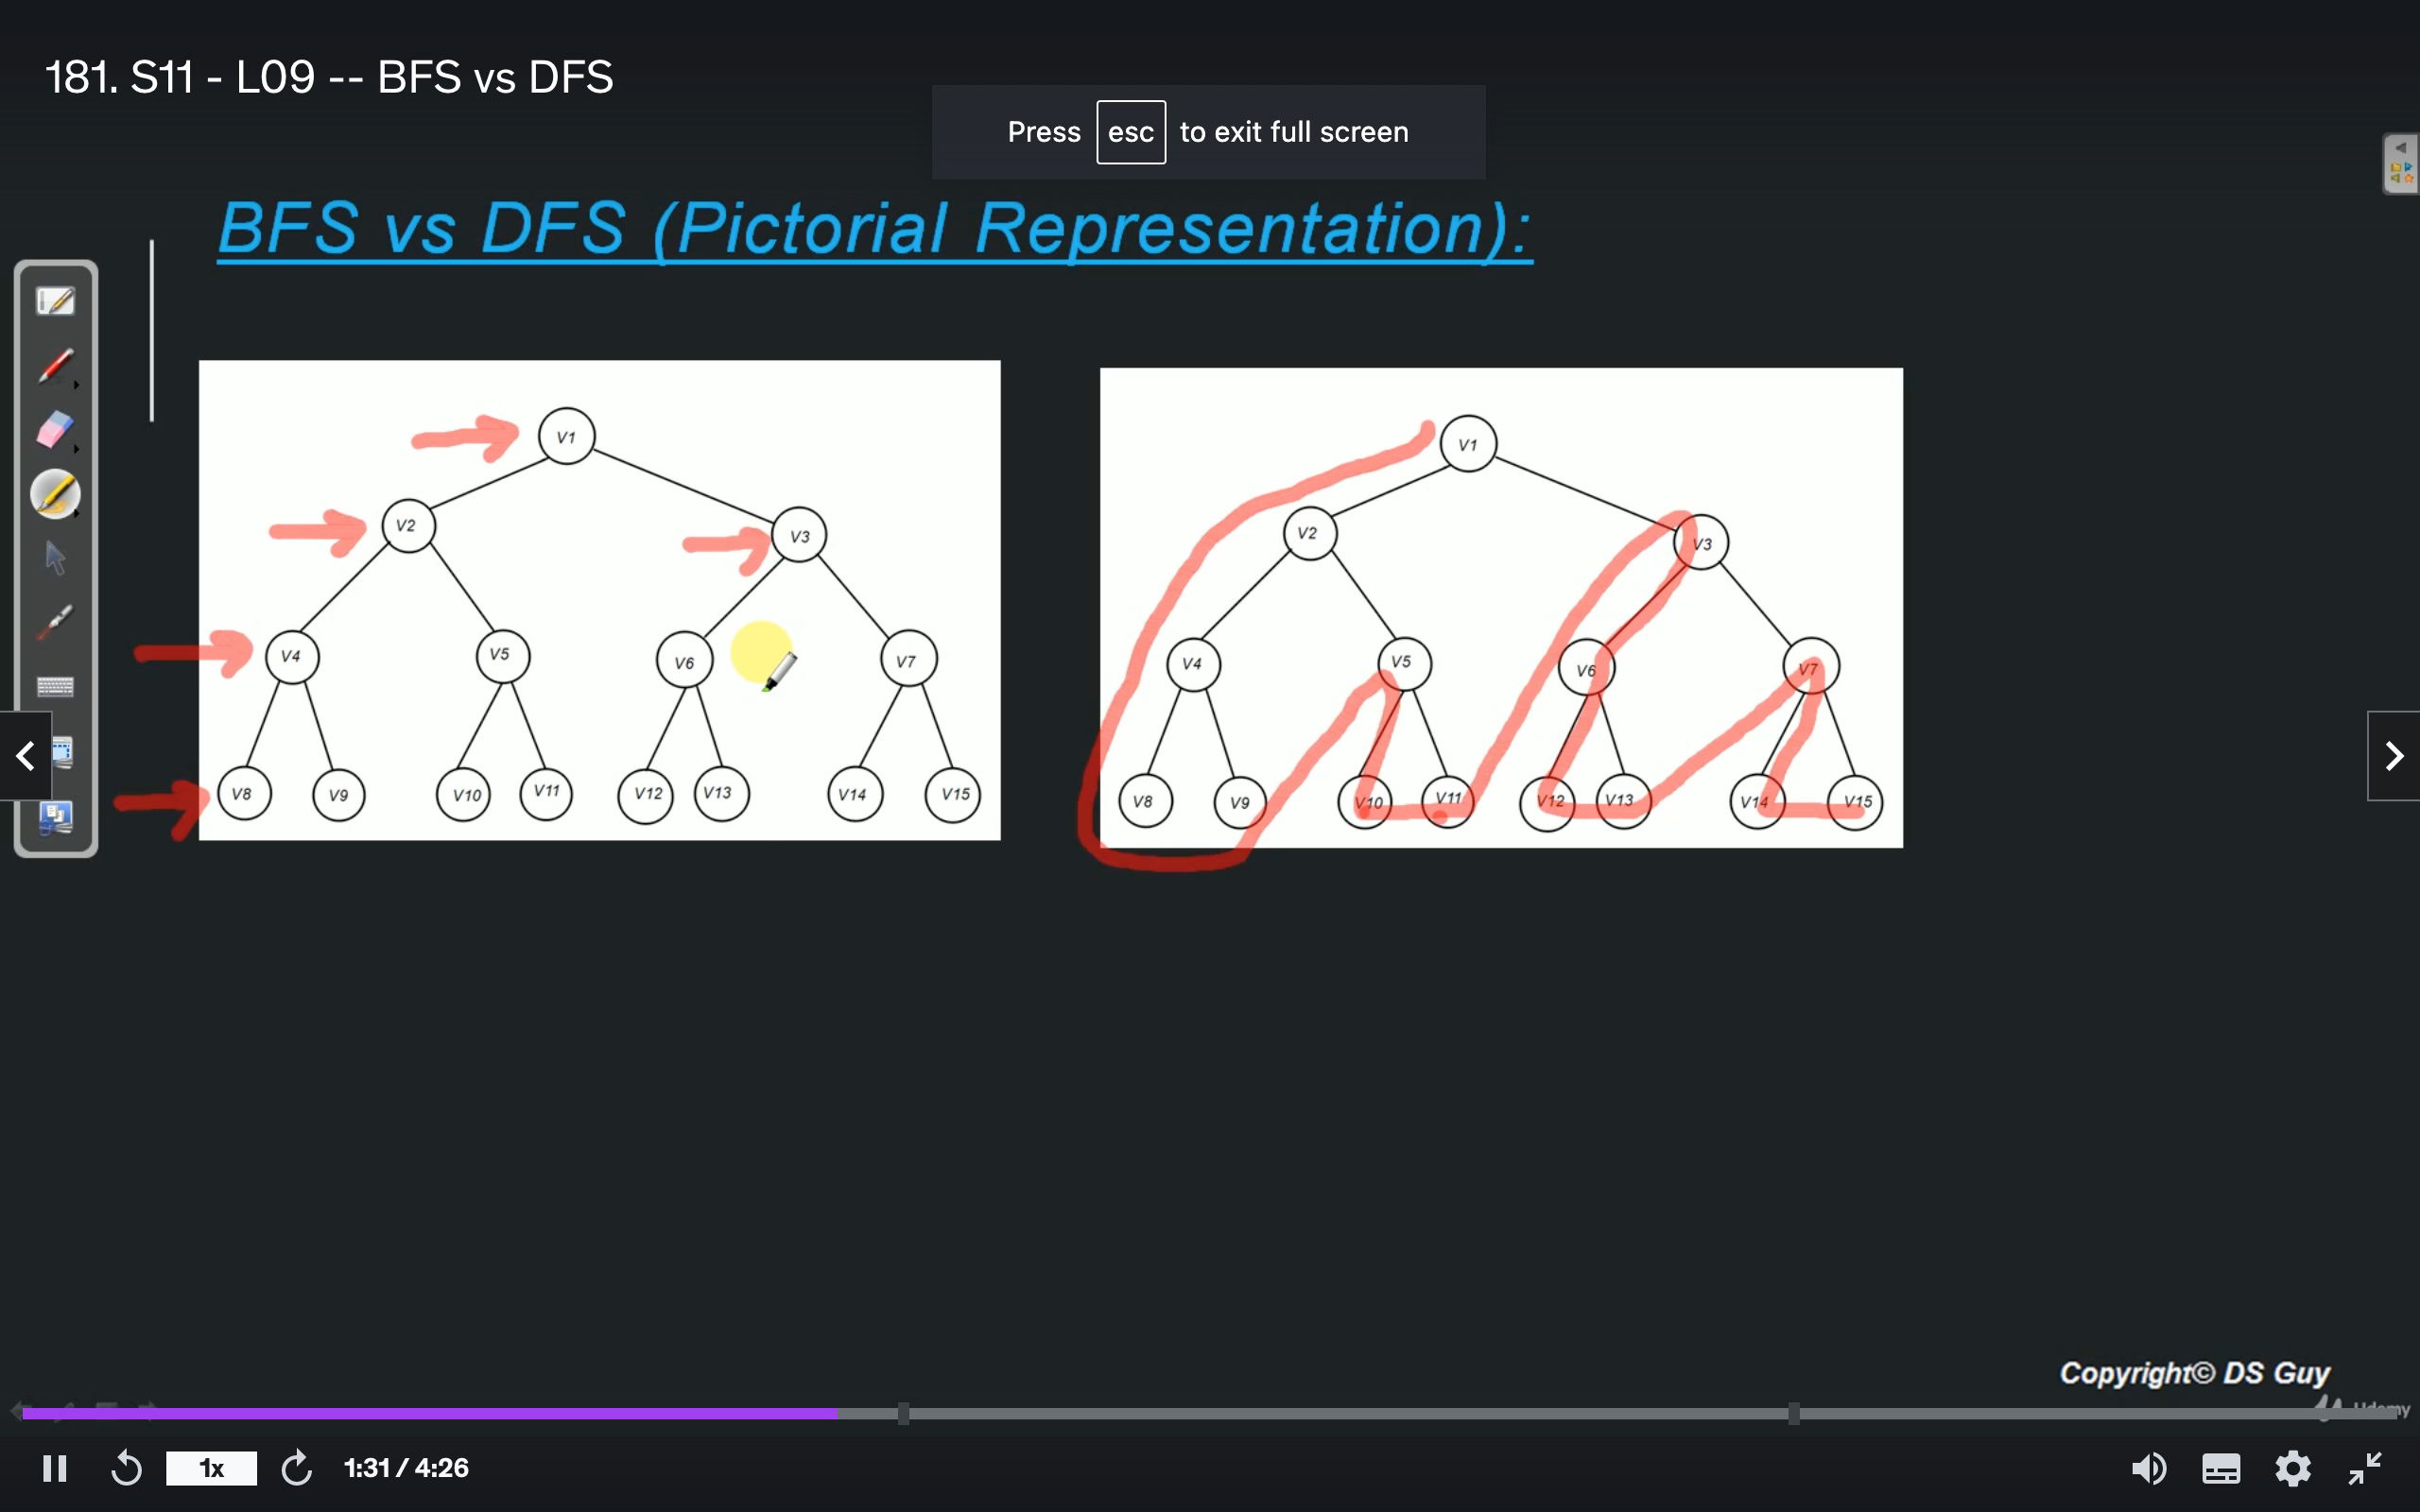 181. S11 - L09 -- BFS vs DFS
Press esc to exit full screen
BFS vs DFS (Pictorial Representation):
V1
V2
V3
V4
V5
V6
V7
V8
V9
V10
V11
V12
V13
V14
V15
V1
V2
V3
V4
V5
V6
V7
V8
V9
V10
V11
V12
V13
V14
V15
Copyright© DS Guy
Udemy
1x
1:31 / 4:26